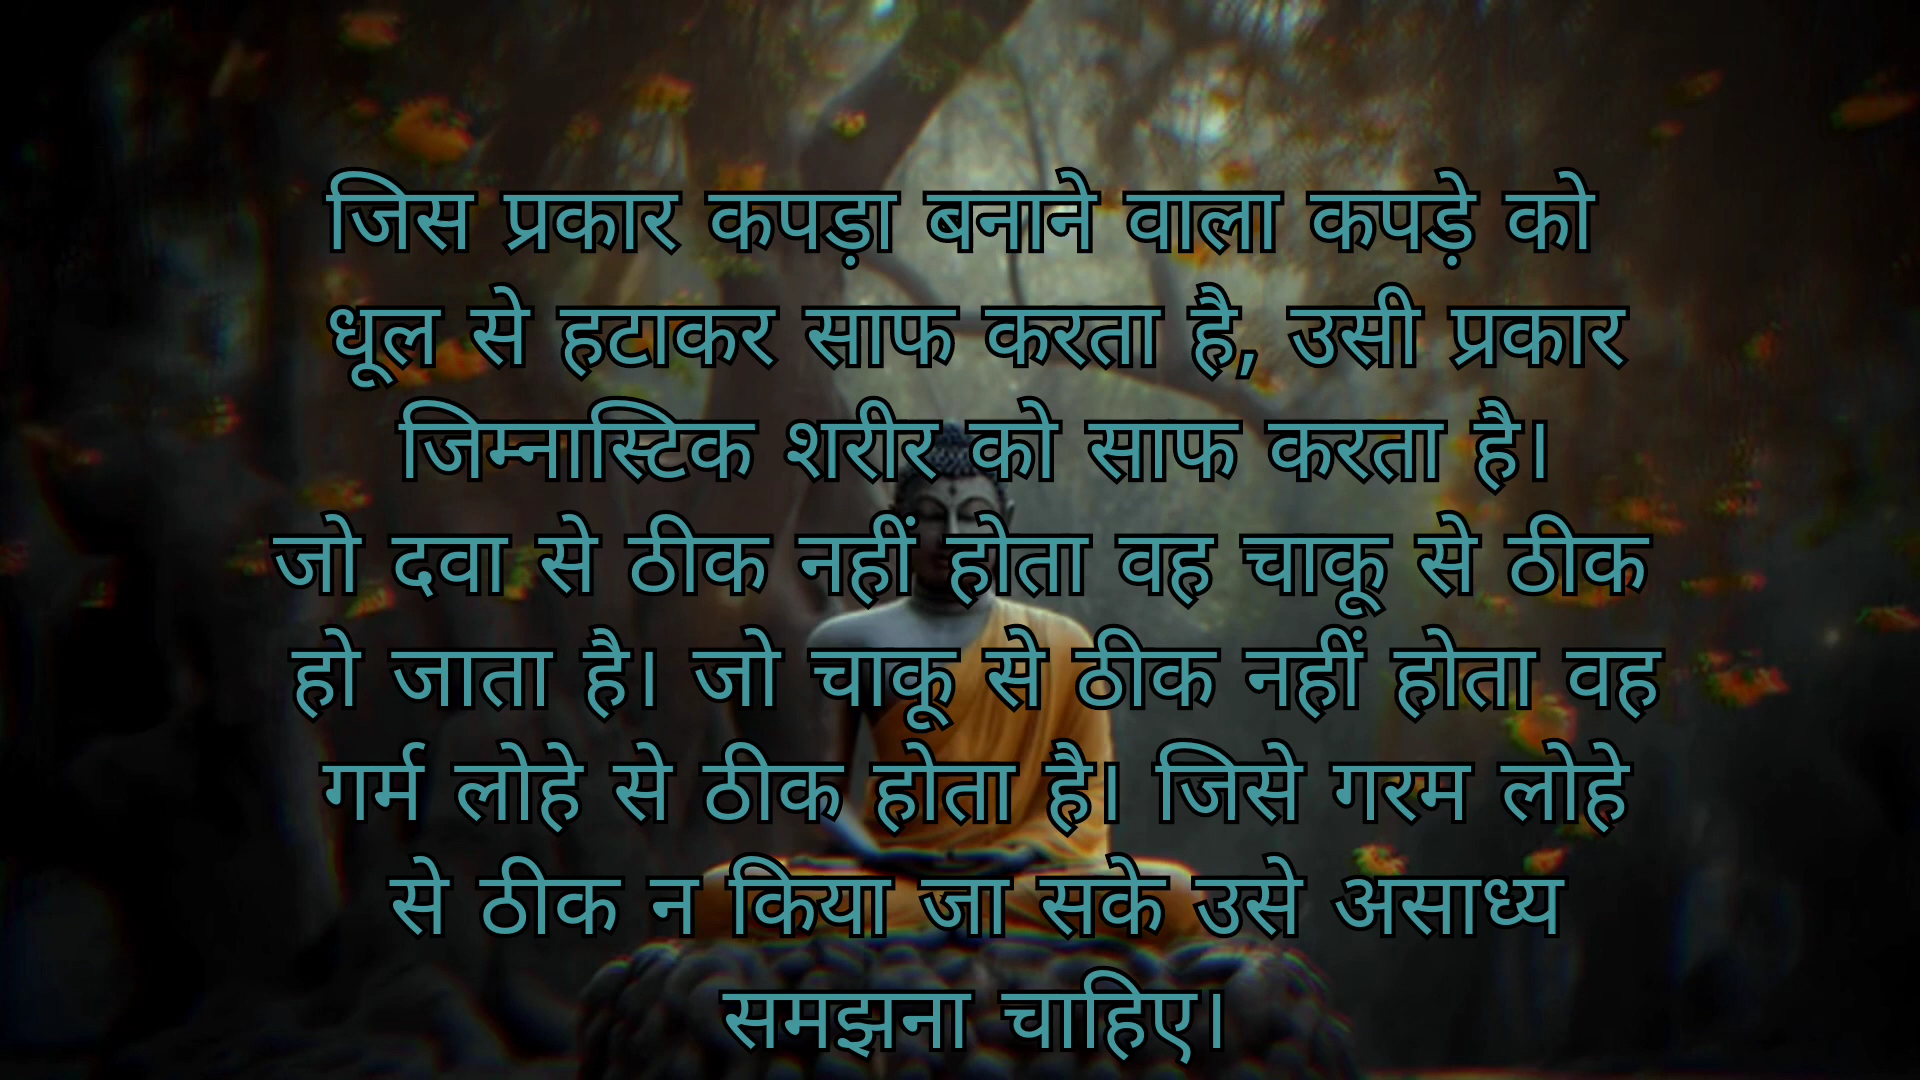 जिस प्रकार कपड़ा बनाने वाला कपड़े को
धूल से हटाकर साफ करता है, उसी प्रकार
जिम्नास्टिक शरीर को साफ करता है।
जो दवा से ठीक नहीं होता वह चाकू से ठीक
हो जाता है। जो चाकू से ठीक नहीं होता वह
गर्म लोहे से ठीक होता है। जिसे गरम लोहे
से ठीक न किया जा सके उसे असाध्य
समझना चाहिए।